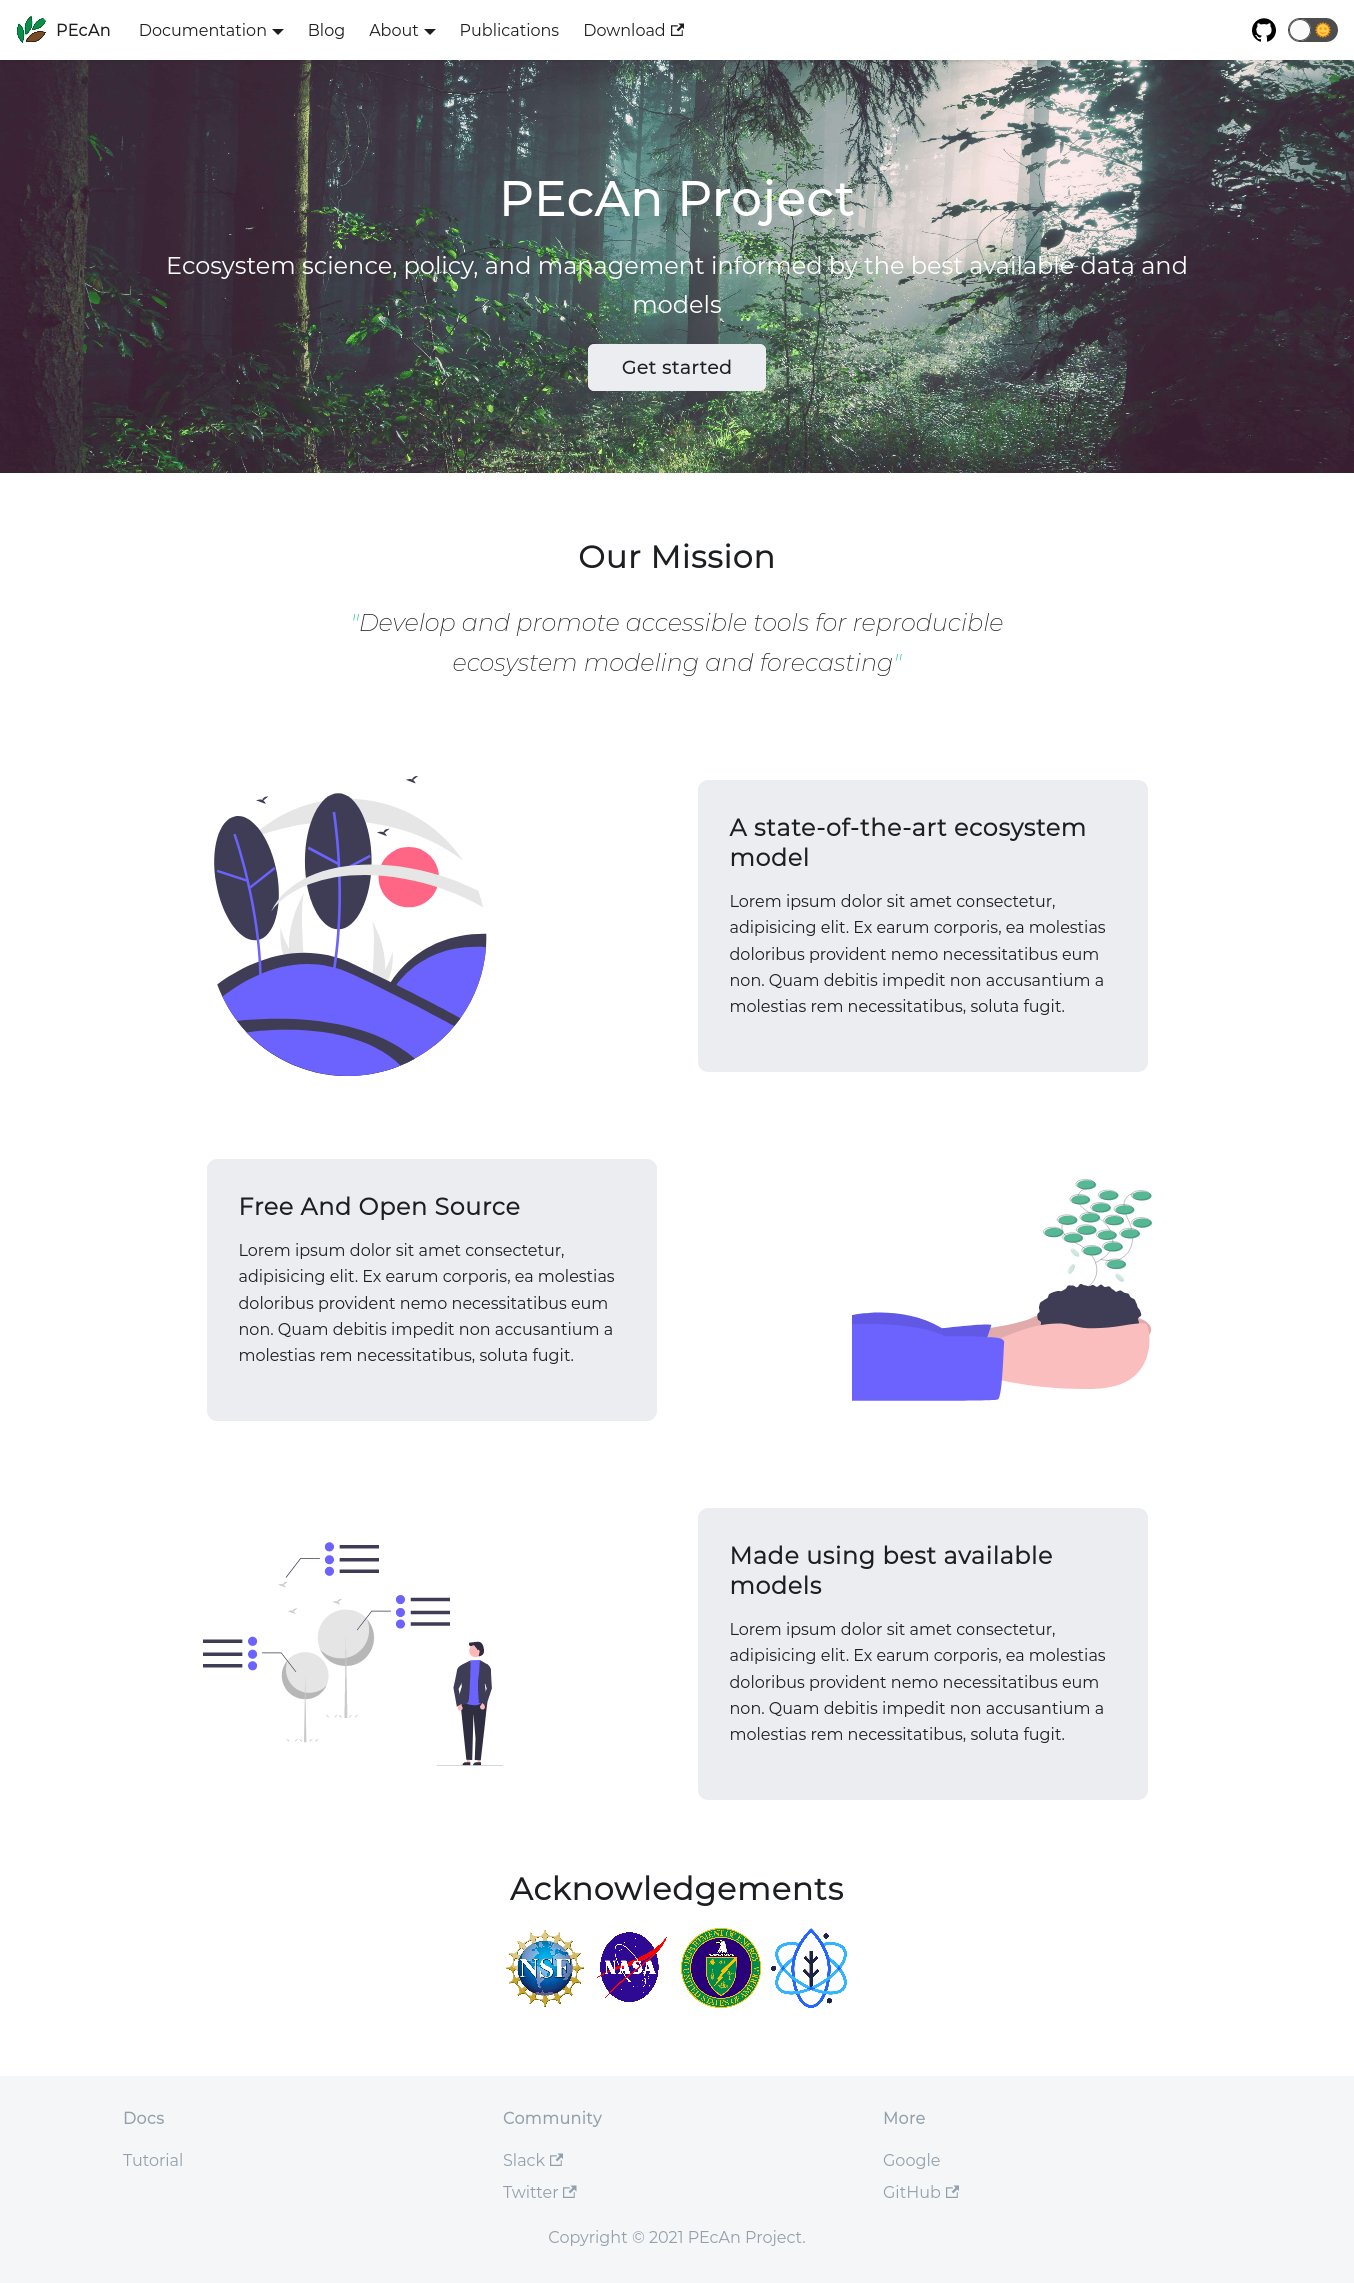 PEcAn Documentation Blog About Publications Download
PEcAn Project
Ecosystem science, policy, and management informed by the best available data and
models
Get started
Our Mission
"Develop and promote accessible tools for reproducible
ecosystem modeling and forecasting"
A state-of-the-art ecosystem
model
Lorem ipsum dolor sit amet consectetur,
adipisicing elit. Ex earum corporis, ea molestias
doloribus provident nemo necessitatibus eum
non. Quam debitis impedit non accusantium a
molestias rem necessitatibus, soluta fugit.
Free And Open Source
Lorem ipsum dolor sit amet consectetur,
adipisicing elit. Ex earum corporis, ea molestias
doloribus provident nemo necessitatibus eum
non. Quam debitis impedit non accusantium a
molestias rem necessitatibus, soluta fugit.
Made using best available
models
Lorem ipsum dolor sit amet consectetur,
adipisicing elit. Ex earum corporis, ea molestias
doloribus provident nemo necessitatibus eum
non. Quam debitis impedit non accusantium a
molestias rem necessitatibus, soluta fugit.
Acknowledgements
NSF NASA
Docs
Tutorial
Community
Slack
Twitter
More
Google
GitHub
Copyright © 2021 PEcAn Project.